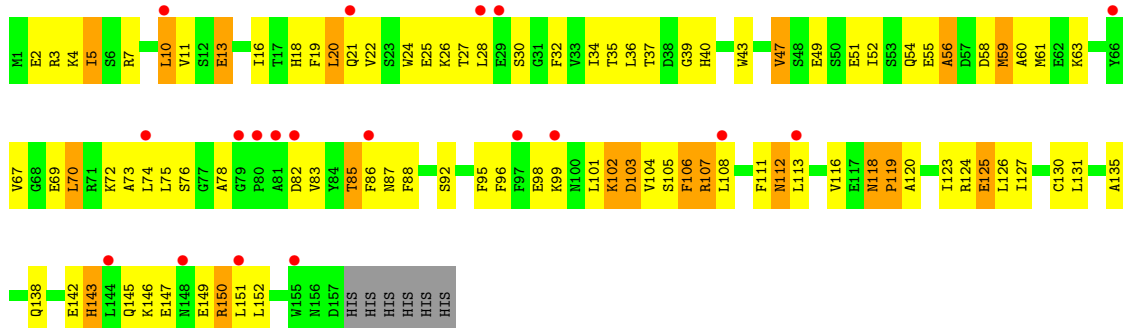 M1 E2 R3 K4 I5 S6 R7 L10 V11 S12 E13 I16 T17 H18 F19 L20 Q21 V22 S23 W24 E25 K26 T27 L28 E29 S30 G31 F32 V33 I34 T35 L36 T37 D38 G39 H40 W43 V47 S48 E49 S50 E51 I52 S53 Q54 E55 A56 D57 D58 M59 A60 M61 E62 K63 Y66
V67 G68 E69 L70 R71 K72 A73 L74 L75 S76 G77 A78 G79 P80 A81 D82 V83 Y84 T85 F86 N87 F88 S92 F95 F96 F97 E98 K99 N100 L101 K102 D103 V104 S105 F106 R107 L108 F111 N112 L113 V116 E117 N118 P119 A120 I123 R124 E125 L126 I127 C130 L131 A135
Q138 E142 H143 L144 Q145 K146 E147 N148 E149 R150 L151 L152 W155 N156 D157 HIS HIS HIS HIS HIS HIS